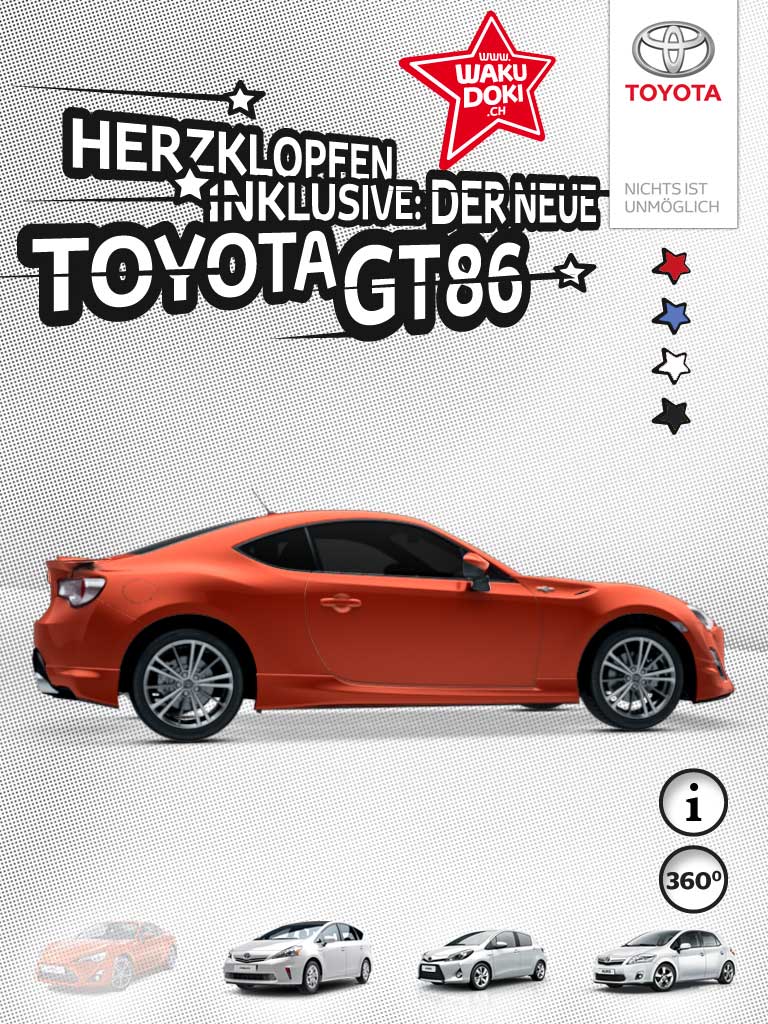 WWW.
WAKU
DOKI
.CH
TOYOTA
NICHTS IST
UNMÖGLICH
HERZKLOPFEN
INKLUSIVE: DER NEUE
TOYOTA GT86
i
360°